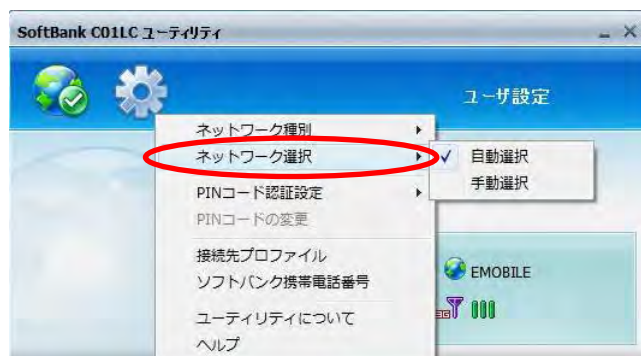 SoftBank C01LC ユーティリティ
ユーザ設定
ネットワーク種別
ネットワーク選択
自動選択
手動選択
PINコード認証設定
PINコードの変更
接続先プロファイル
ソフトバンク携帯電話番号
EMOBILE
3G
ユーティリティについて
ヘルプ